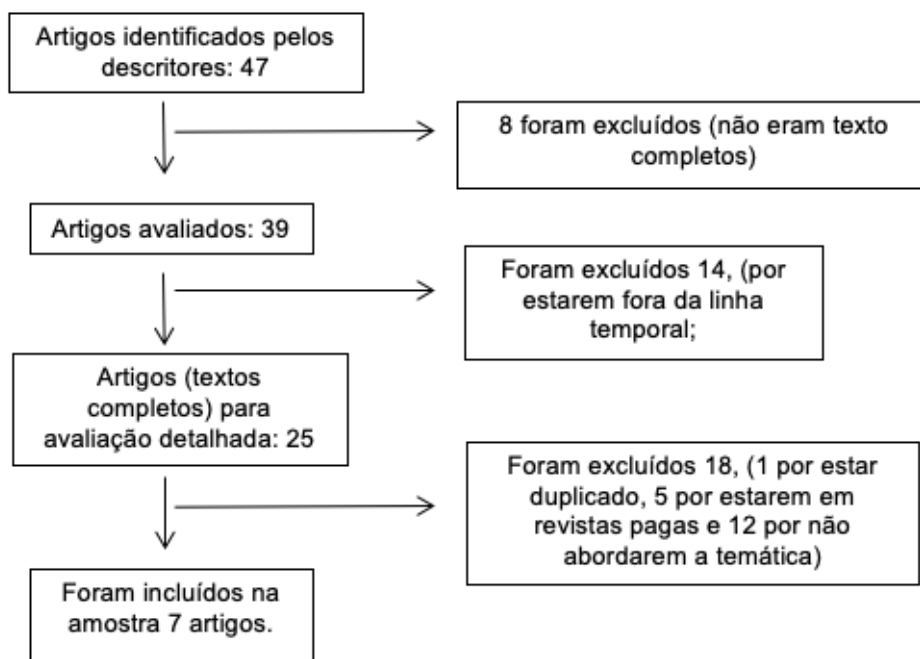 Artigos identificados pelos
descritores: 47
8 foram excluídos (não eram texto
completos)
Artigos avaliados: 39
Foram excluídos 14, (por
estarem fora da linha
temporal;
Artigos (textos
completos) para
avaliação detalhada: 25
Foram excluídos 18, (1 por estar
duplicado, 5 por estarem em
revistas pagas e 12 por não
abordarem a temática)
Foram incluídos na
amostra 7 artigos.